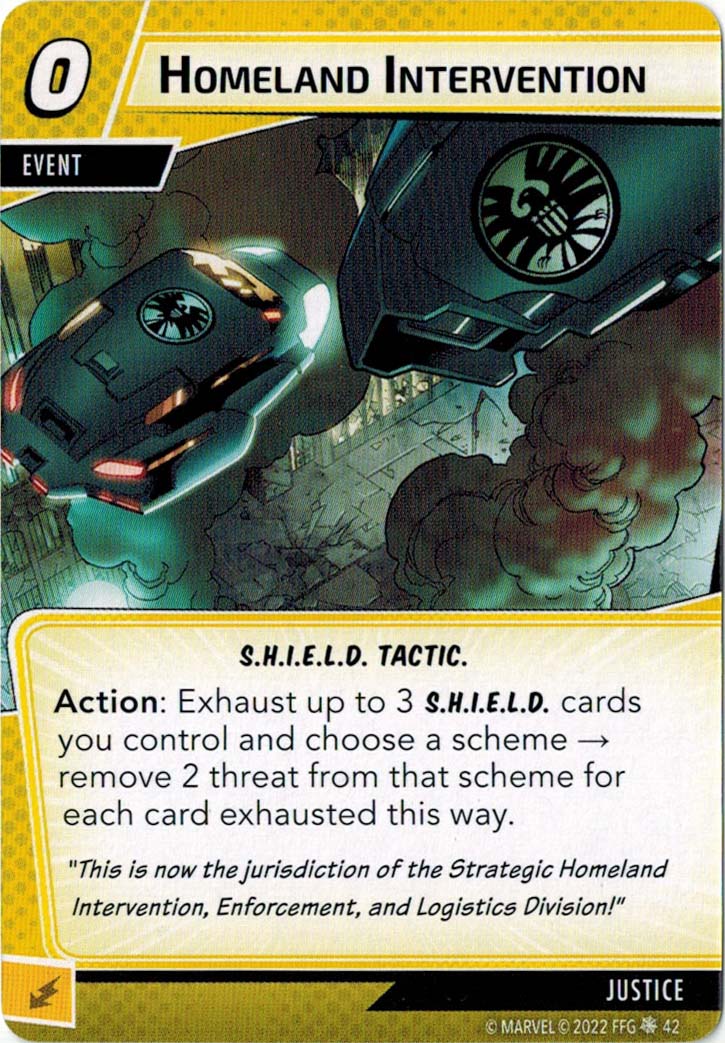 0
HOMELAND INTERVENTION
EVENT
S.H.I.E.L.D. TACTIC.
Action: Exhaust up to 3 S.H.I.E.L.D. cards
you control and choose a scheme →
remove 2 threat from that scheme for
each card exhausted this way.
"This is now the jurisdiction of the Strategic Homeland
Intervention, Enforcement, and Logistics Division!"
JUSTICE
© MARVEL © 2022 FFG 42